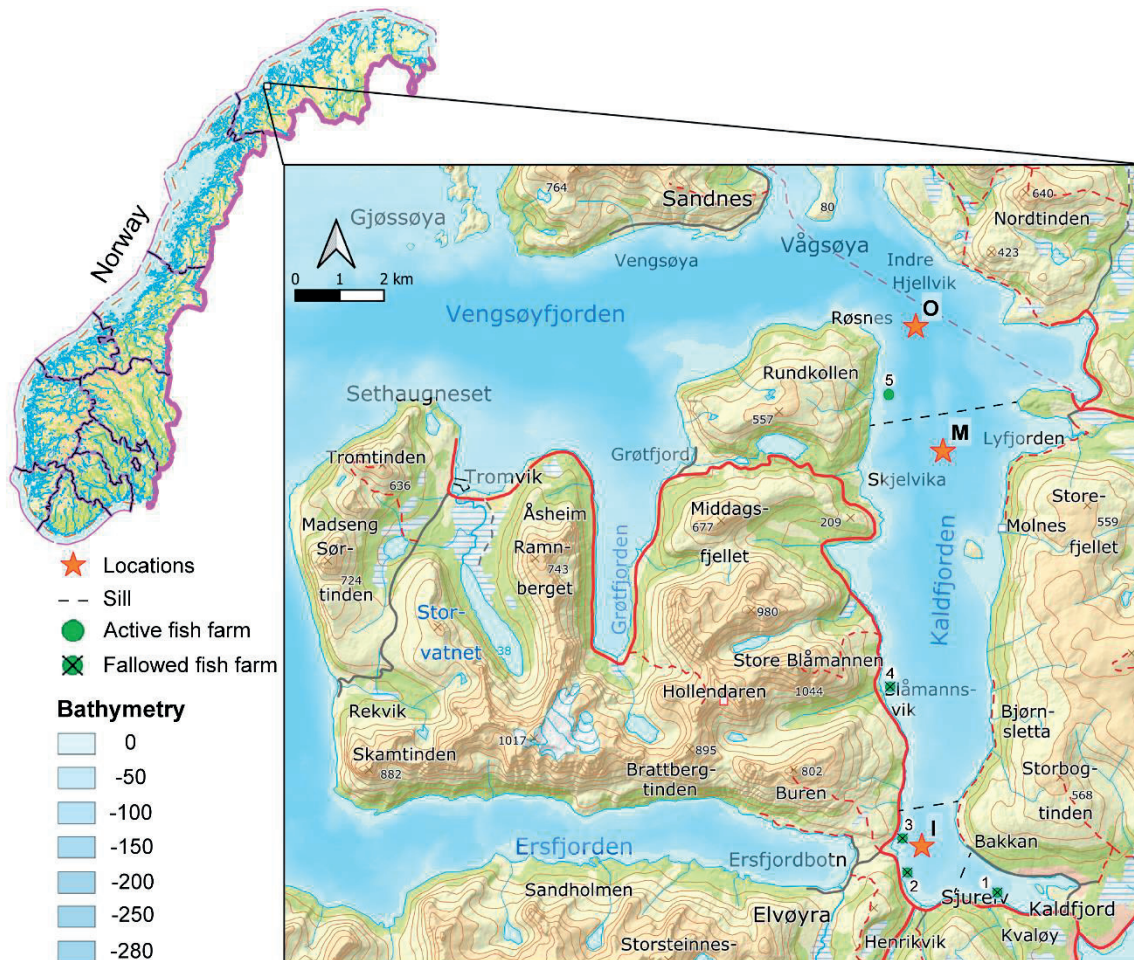 Norway
Locations
Sill
Active fish farm
Fallowed fish farm
Bathymetry
0
-50
-100
-150
-200
-250
-280
764
Sandnes
80
640
Nordtinden
Gjøssøya
Vågsøya
423
Vengsøya
Indre
Hjellvik
0 1 2 km
Vengsøyfjorden
O
Røsnes
Rundkollen
5
Sethaugneset
557
M
Lyfjorden
Tromtinden
Grøtfjord
636
Tromvik
Skjelvika
Store-
559
fjellet
Madseng
Åsheim
Middags-
677
fjellet
209
Molnes
Sør-
724
tinden
Ramn-
743
berget
Grøtfjorden
Kaldfjorden
980
Stor-
vatnet
38
Store Blåmannen
1044
4
Blåmanns-
vik
Hollendaren
Rekvik
Bjørn-
sletta
1017
895
Skamtinden
882
Brattberg-
tinden
802
Buren
Storbog-
568
tinden
3
I
Bakkan
Ersfjorden
Ersfjordbotn
2
1
Sandholmen
Sjurelv
Kaldfjord
Elvøyra
Storsteinnes-
Henrikvik
Kvaløy